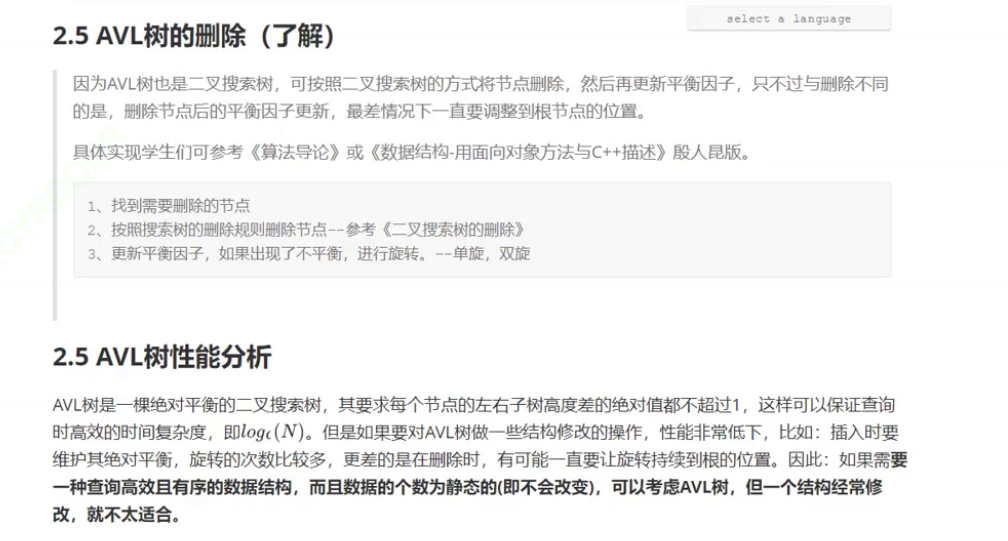 select a language
2.5 AVL树的删除（了解）
因为AVL树也是二叉搜索树，可按照二叉搜索树的方式将节点删除，然后再更新平衡因子，只不过与删除不同
的是，删除节点后的平衡因子更新，最差情况下一直要调整到根节点的位置。
具体实现学生们可参考《算法导论》或《数据结构-用面向对象方法与C++描述》殷人昆版。
1、找到需要删除的节点
2、按照搜索树的删除规则删除节点--参考《二叉搜索树的删除》
3、更新平衡因子，如果出现了不平衡，进行旋转。--单旋，双旋
2.5 AVL树性能分析
AVL树是一棵绝对平衡的二叉搜索树，其要求每个节点的左右子树高度差的绝对值都不超过1，这样可以保证查询
时高效的时间复杂度，即log(N)。但是如果要对AVL树做一些结构修改的操作，性能非常低下，比如：插入时要
维护其绝对平衡，旋转的次数比较多，更差的是在删除时，有可能一直要让旋转持续到根的位置。因此：如果需要
一种查询高效且有序的数据结构，而且数据的个数为静态的(即不会改变)，可以考虑AVL树，但一个结构经常修
改，就不太适合。